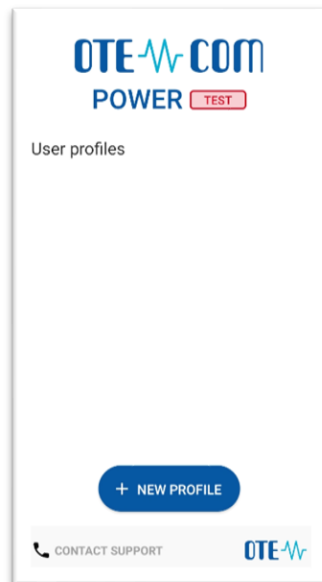 OTE COM
POWER TEST
User profiles
+ NEW PROFILE
CONTACT SUPPORT OTE